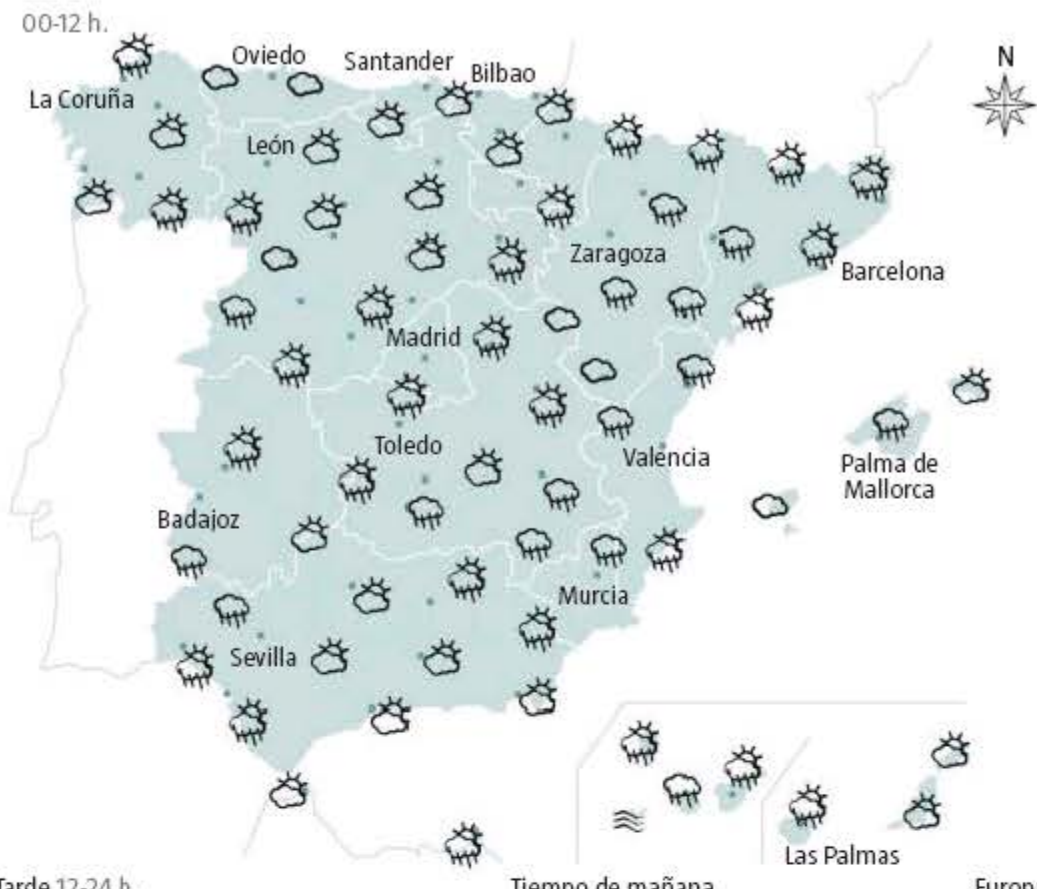 00-12 h.
Oviedo
Santander
Bilbao
N
La Coruña
León
Zaragoza
Barcelona
Madrid
Toledo
Valencia
Palma de
Mallorca
Badajoz
Murcia
Sevilla
Las Palmas
Tarde 12-24 h.
Tiempo de mañana
Europ